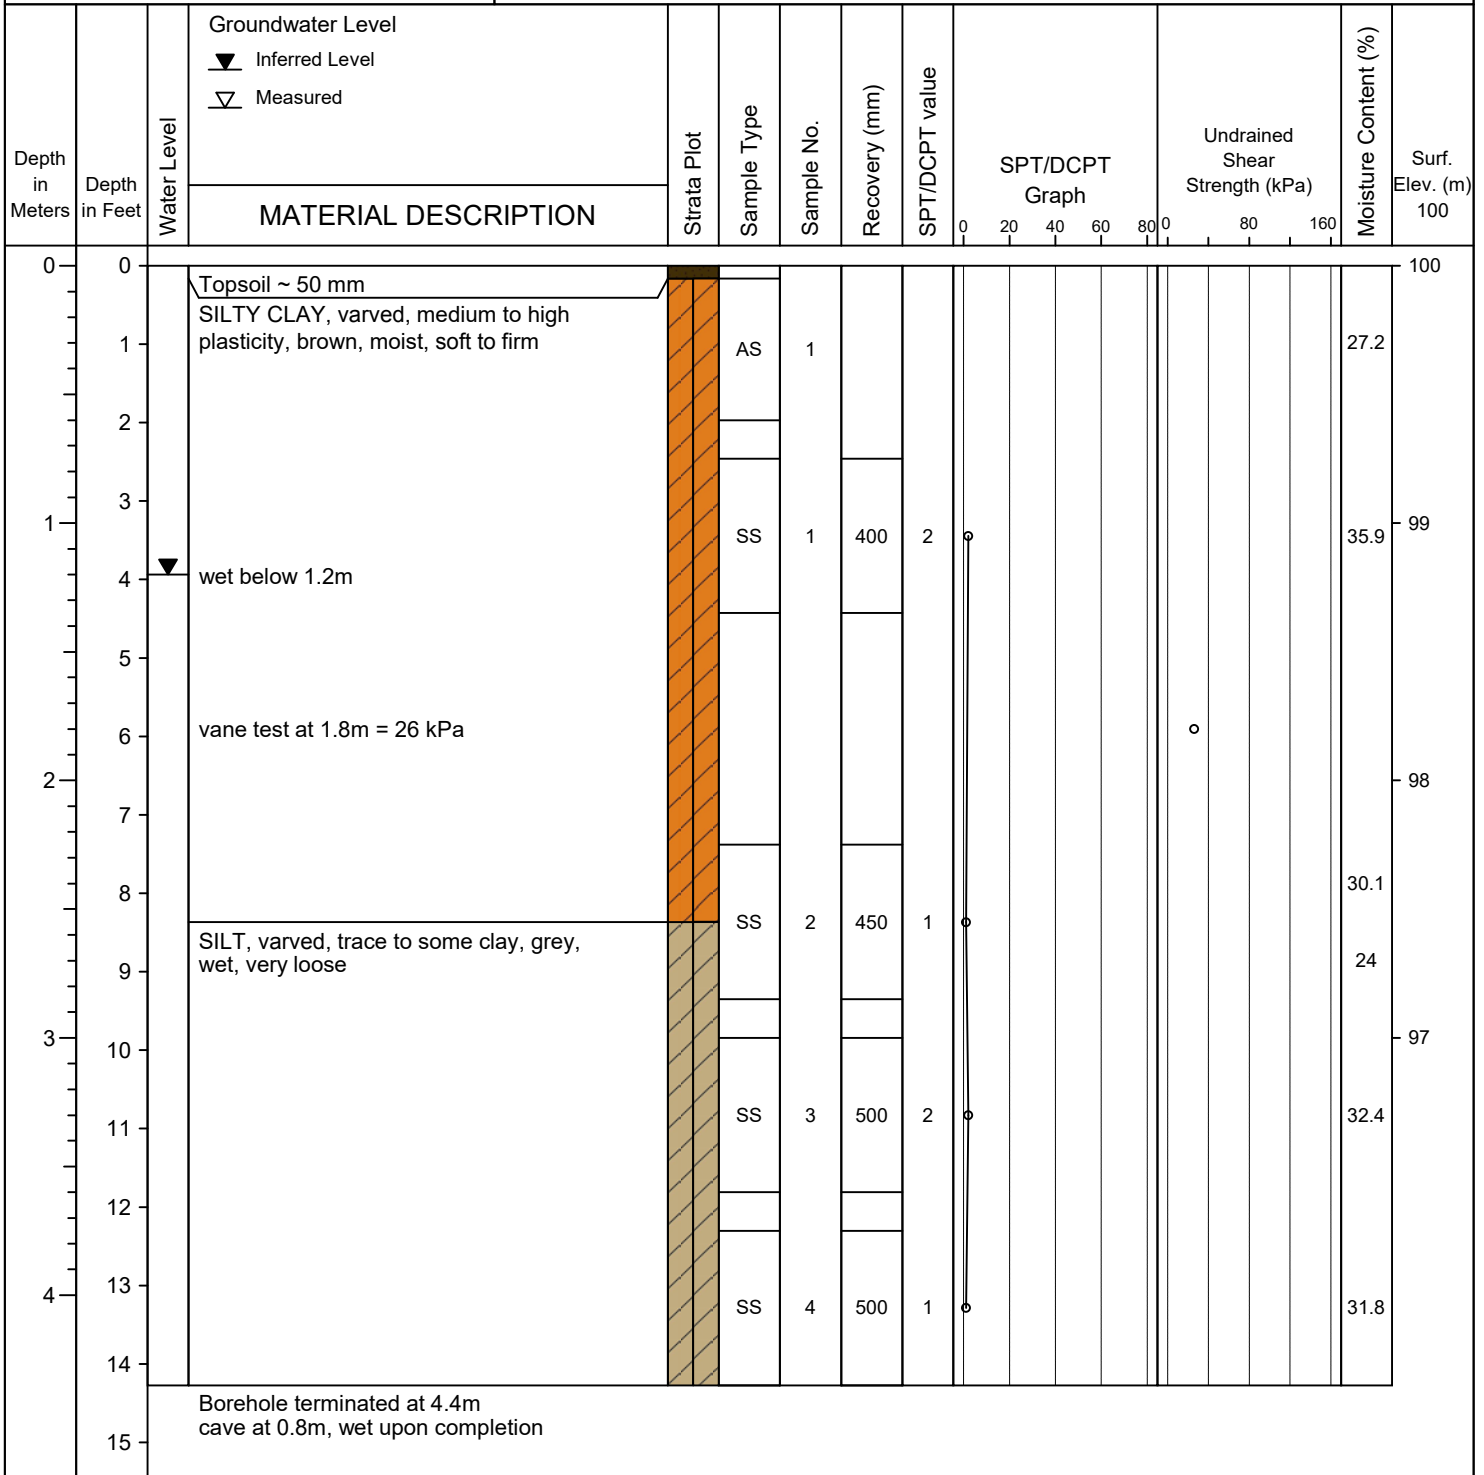 Groundwater Level
Inferred Level
Measured
Depth
in
Meters
Depth
in Feet
Water Level
MATERIAL DESCRIPTION
Strata Plot
Sample Type
Sample No.
Recovery (mm)
SPT/DCPT value
SPT/DCPT
Graph
0 20 40 60 80
Undrained
Shear
Strength (kPa)
0 80 160
Moisture Content (%)
Surf.
Elev. (m)
100
0 0 100
Topsoil ~ 50 mm
SILTY CLAY, varved, medium to high
plasticity, brown, moist, soft to firm
1 AS 1 27.2
2
3
1 99
SS 1 400 2 35.9
4 wet below 1.2m
5
vane test at 1.8m = 26 kPa
6
2 98
7
30.1
8
SS 2 450 1
SILT, varved, trace to some clay, grey,
wet, very loose
24
9
3 97
10
SS 3 500 2 32.4
11
12
13
4
SS 4 500 1 31.8
14
Borehole terminated at 4.4m
cave at 0.8m, wet upon completion
15